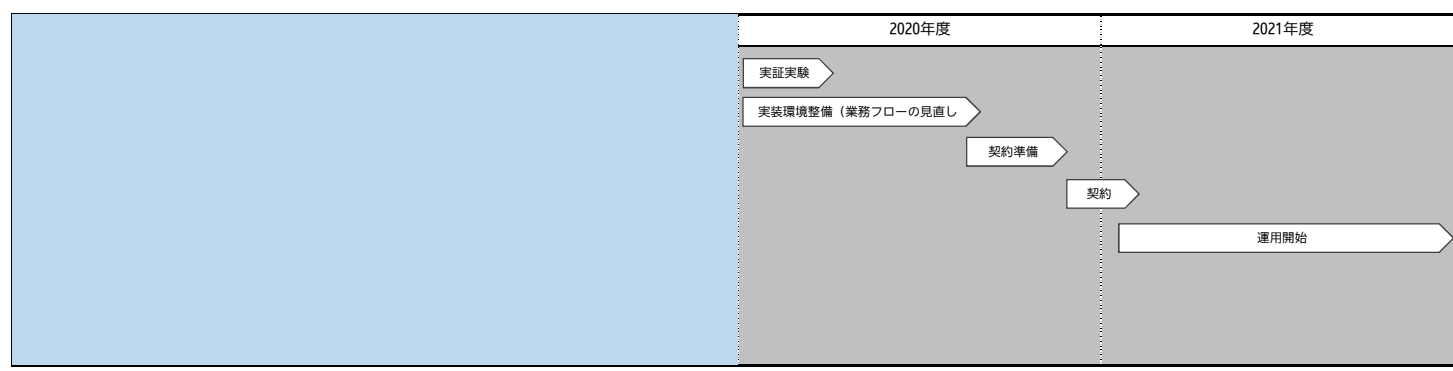 2020年度
2021年度
実証実験
実装環境整備（業務フローの見直し
契約準備
契約
運用開始